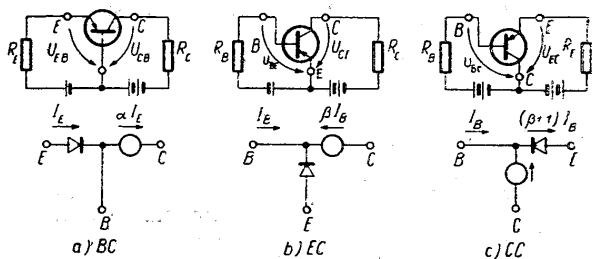 E C
R_E U_EB U_CB R_C
B C
R_B U_BE U_CE R_C
E
B E
R_B U_BC U_EC R_E
C
I_E αI_E
E C
B
a) BC
I_B βI_B
B C
E
b) EC
I_B (β+1) I_B
B E
C
c) CC